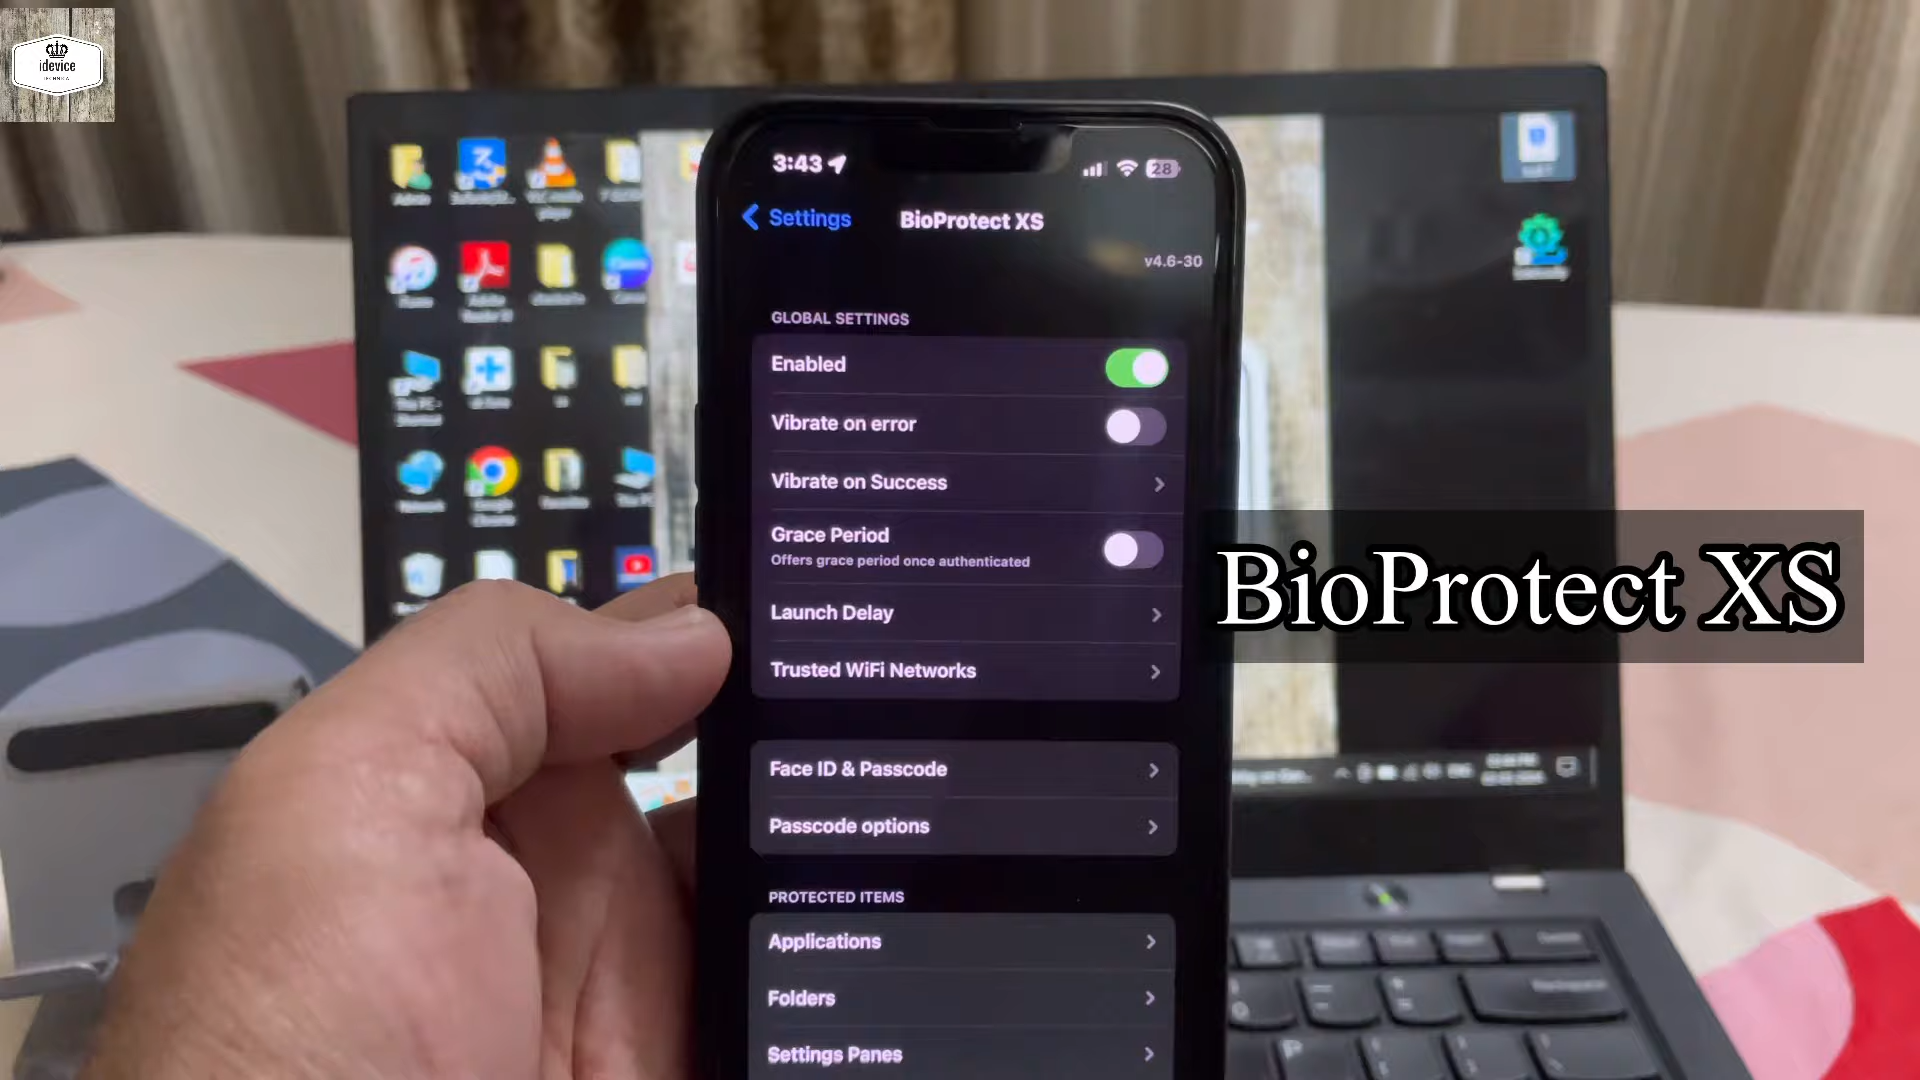 idevice
TECHNICAL
3:43
28
Settings
BioProtect XS
v4.6-30
GLOBAL SETTINGS
Enabled
Vibrate on error
Vibrate on Success
Grace Period
Offers grace period once authenticated
Launch Delay
Trusted WiFi Networks
Face ID & Passcode
Passcode options
PROTECTED ITEMS
Applications
Folders
Settings Panes
BioProtect XS